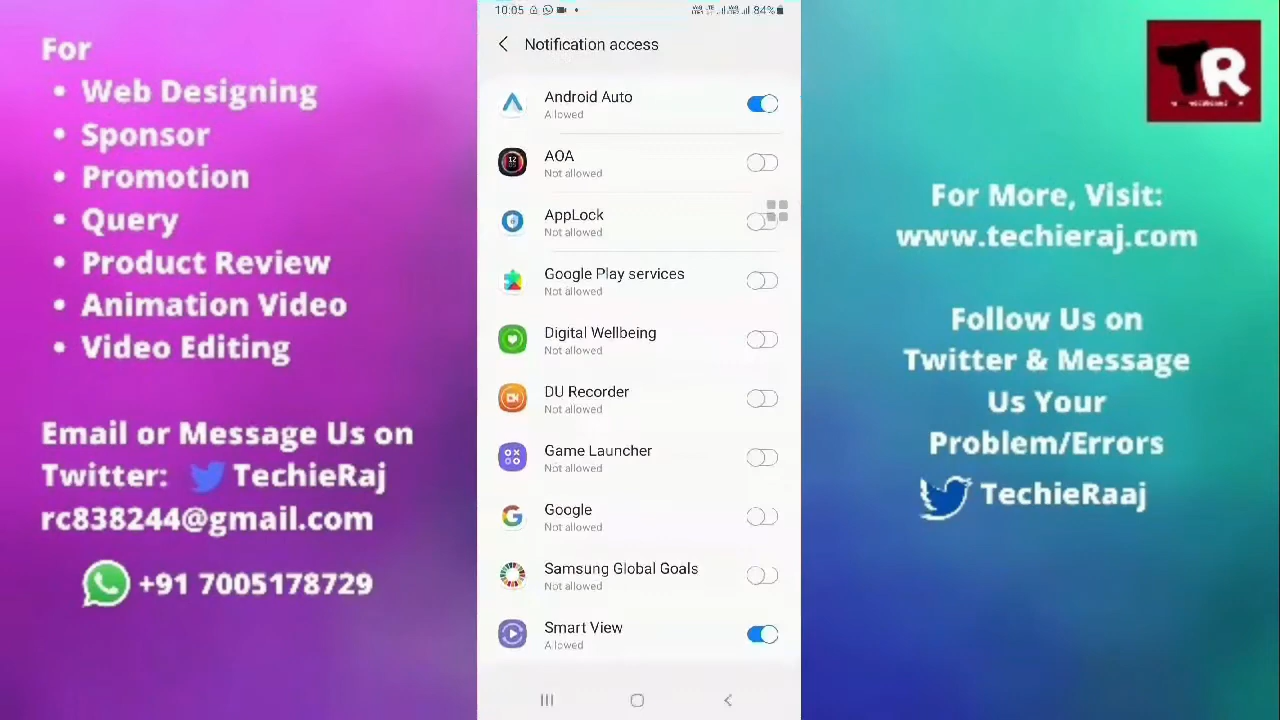 For
• Web Designing
• Sponsor
• Promotion
• Query
• Product Review
• Animation Video
• Video Editing
Email or Message Us on
Twitter: TechieRaj
rc838244@gmail.com
+91 7005178729
10:05
84%
Notification access
Android Auto
Allowed
AOA
Not allowed
AppLock
Not allowed
Google Play services
Not allowed
Digital Wellbeing
Not allowed
DU Recorder
Not allowed
Game Launcher
Not allowed
Google
Not allowed
Samsung Global Goals
Not allowed
Smart View
Allowed
TR
For More, Visit:
www.techieraj.com
Follow Us on
Twitter & Message
Us Your
Problem/Errors
TechieRaaj